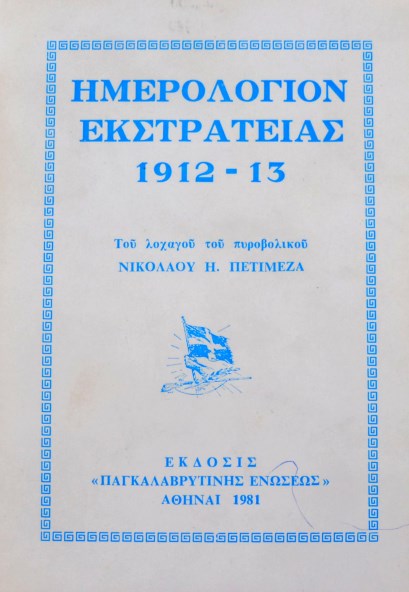 ΗΜΕΡΟΛΟΓΙΟΝ
ΕΚΣΤΡΑΤΕΙΑΣ
1912 - 13
Τοῦ λοχαγοῦ τοῦ πυροβολικοῦ
ΝΙΚΟΛΑΟΥ Η. ΠΕΤΙΜΕΖΑ
ΕΚΔΟΣΙΣ
«ΠΑΓΚΑΛΑΒΡΥΤΙΝΗΣ ΕΝΩΣΕΩΣ»
ΑΘΗΝΑΙ 1981